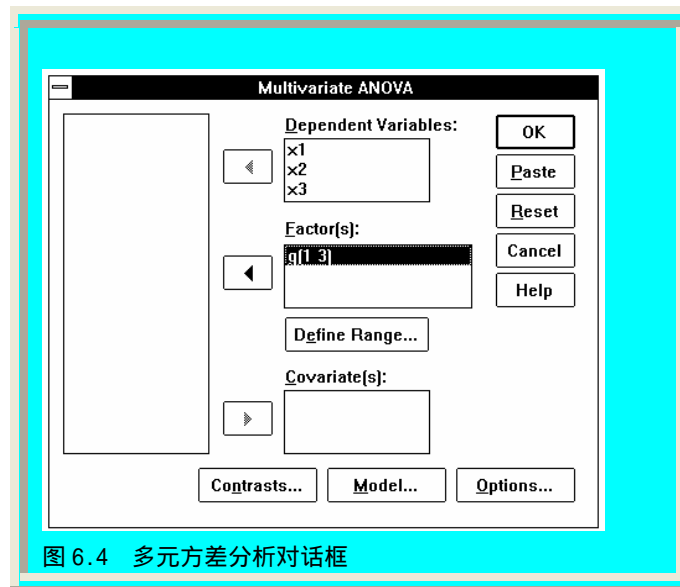 Multivariate ANOVA
Dependent Variables:
x1
x2
x3
Factor(s):
g(1 3)
Define Range...
Covariate(s):
OK
Paste
Reset
Cancel
Help
Contrasts...
Model...
Options...
图 6.4 多元方差分析对话框